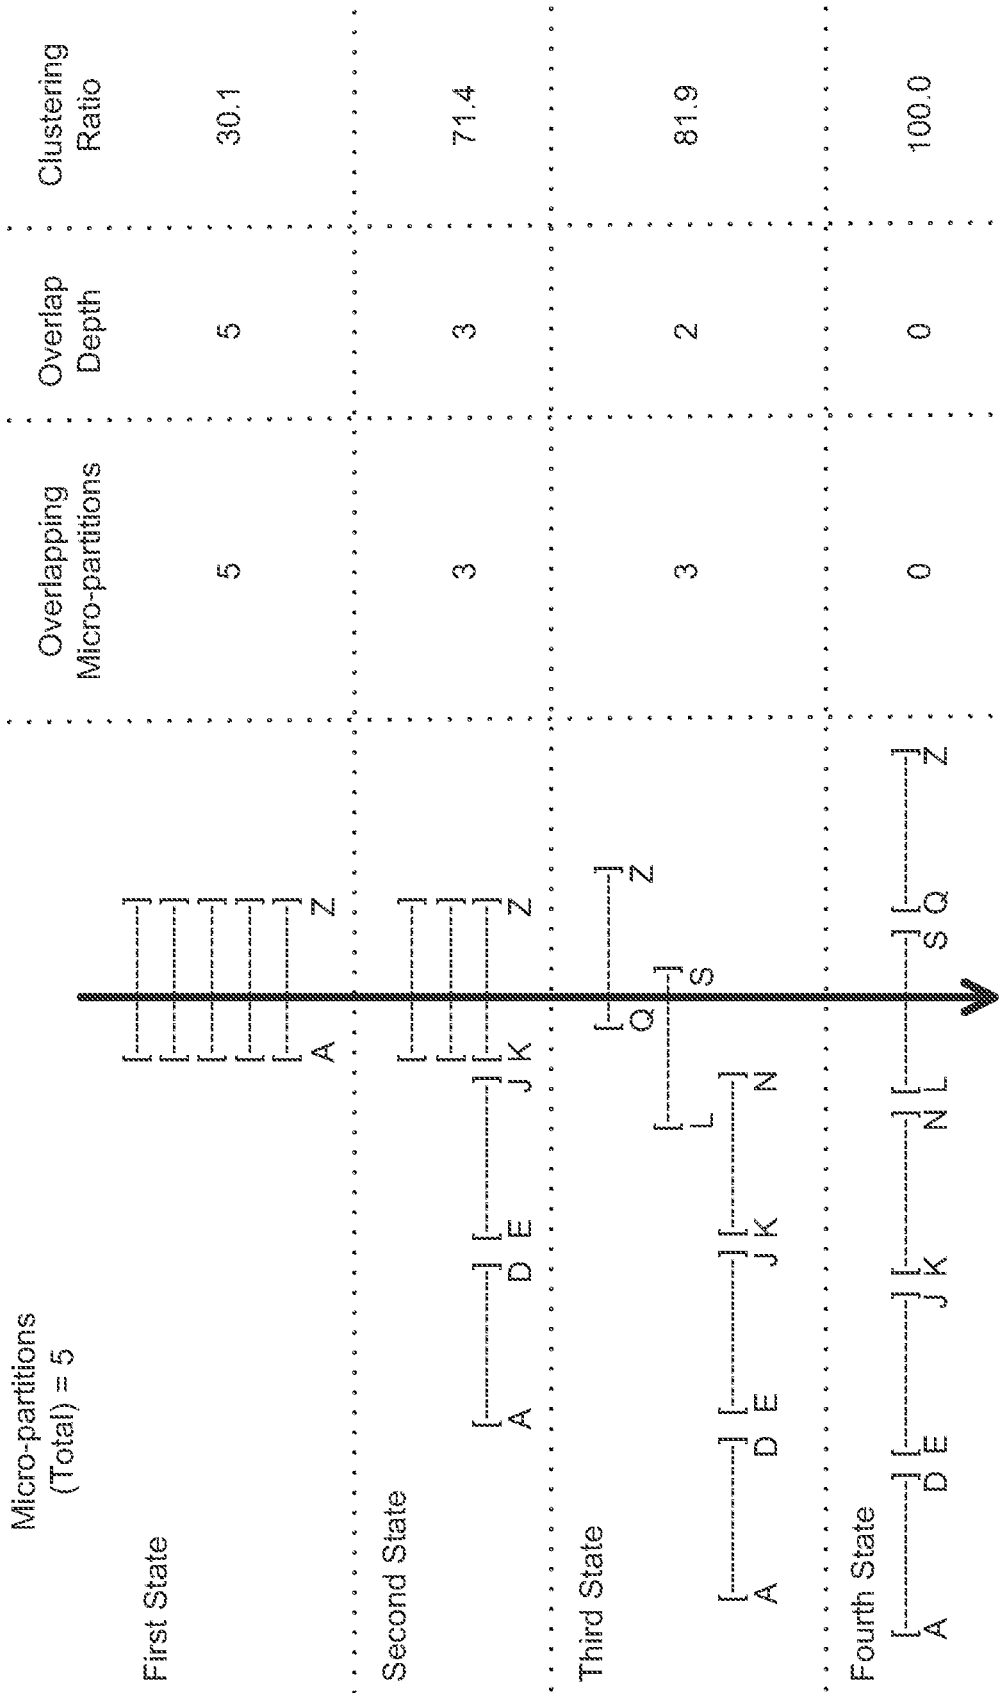 Micro-partitions
(Total) = 5
Overlapping
Micro-partitions
Overlap
Depth
Clustering
Ratio
First State
A Z
5
5
30.1
Second State
A D E J K Z
3
3
71.4
Third State
Q Z
L S
A D E J K N
3
2
81.9
Fourth State
A D E J K N L S Q Z
0
0
100.0